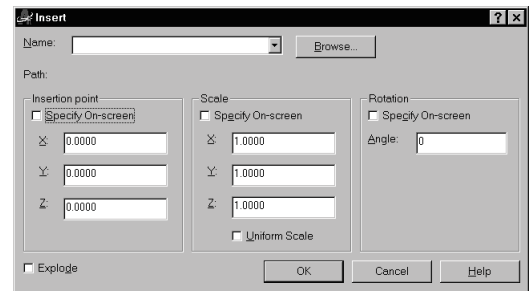 Insert
Name:
Browse...
Path:
Insertion point
Specify On-screen
X: 0.0000
Y: 0.0000
Z: 0.0000
Scale
Specify On-screen
X: 1.0000
Y: 1.0000
Z: 1.0000
Uniform Scale
Rotation
Specify On-screen
Angle: 0
Explode
OK
Cancel
Help